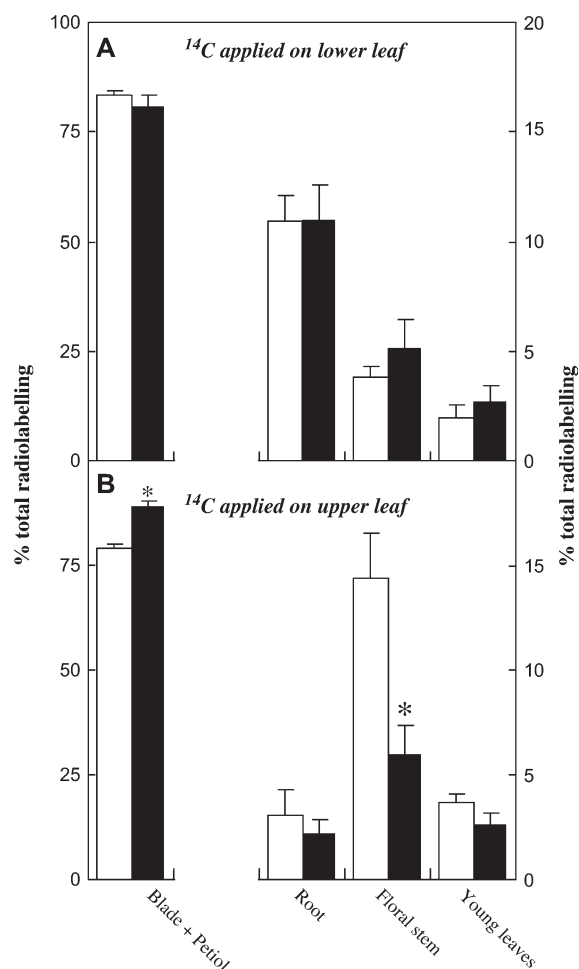 100
20
A
14C applied on lower leaf
75
15
50
10
25
5
0
0
% total radiolabelling
% total radiolabelling
B
*
14C applied on upper leaf
75
15
50
10
*
25
5
0
0
Blade + Petiol
Root
Floral stem
Young leaves